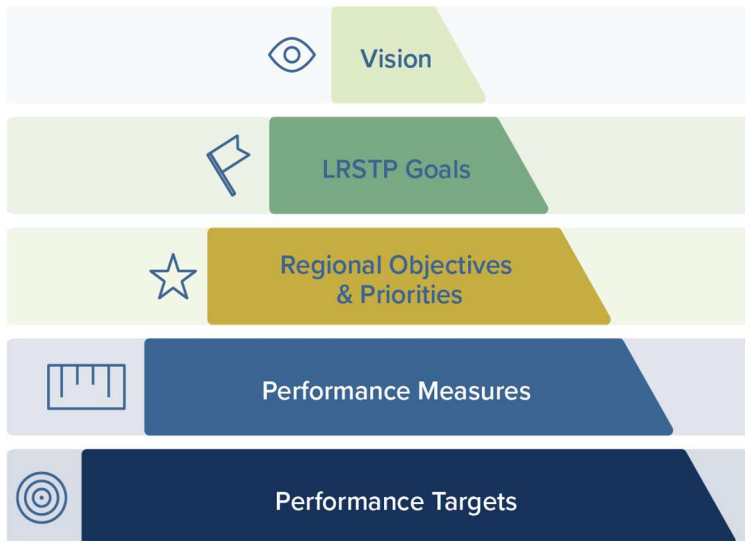 Vision
LRSTP Goals
Regional Objectives
& Priorities
Performance Measures
Performance Targets